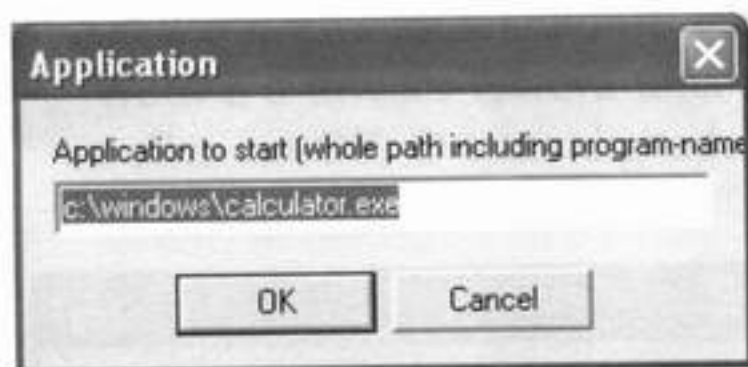 Application
Application to start (whole path including program-name
c:\windows\calculator.exe
OK
Cancel